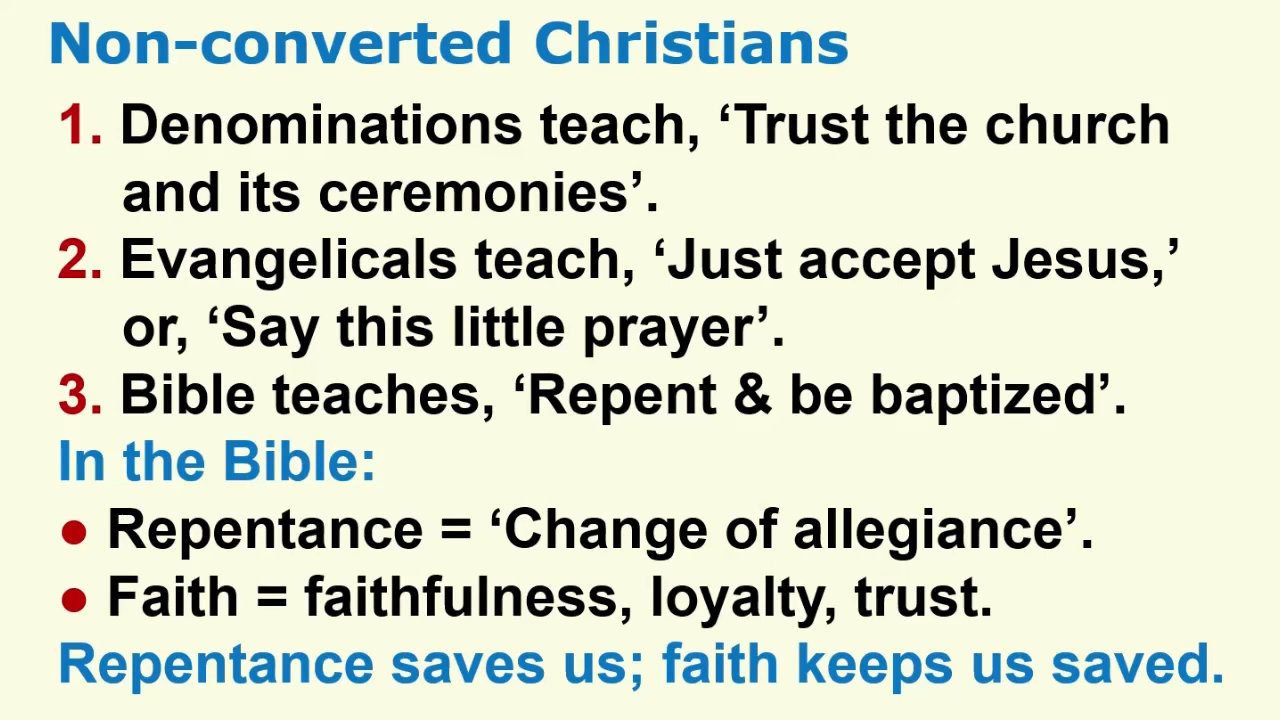 Non-converted Christians
1. Denominations teach, ‘Trust the church
and its ceremonies’.
2. Evangelicals teach, ‘Just accept Jesus,’
or, ‘Say this little prayer’.
3. Bible teaches, ‘Repent & be baptized’.
In the Bible:
● Repentance = ‘Change of allegiance’.
● Faith = faithfulness, loyalty, trust.
Repentance saves us; faith keeps us saved.